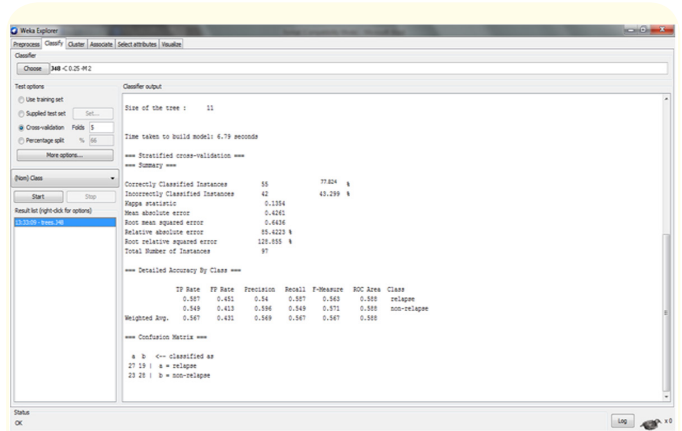 Weka Explorer
Preprocess Classify Cluster Associate Select attributes Visualize
Classifier
Choose J48 -C 0.25 -M 2
Test options
Use training set
Supplied test set Set...
Cross-validation Folds 5
Percentage split % 66
More options...
(Nom) Class
Start Stop
Result list (right-click for options)
13:33:09 - trees.J48
Classifier output
Size of the tree : 11
Time taken to build model: 6.79 seconds
=== Stratified cross-validation ===
=== Summary ===
Correctly Classified Instances 55 77.824 %
Incorrectly Classified Instances 42 43.299 %
Kappa statistic 0.1354
Mean absolute error 0.4261
Root mean squared error 0.6436
Relative absolute error 85.4223 %
Root relative squared error 128.855 %
Total Number of Instances 97
=== Detailed Accuracy By Class ===
TP Rate FP Rate Precision Recall F-Measure ROC Area Class
0.587 0.451 0.54 0.587 0.563 0.588 relapse
0.549 0.413 0.596 0.549 0.571 0.588 non-relapse
Weighted Avg. 0.567 0.431 0.569 0.567 0.567 0.588
=== Confusion Matrix ===
a b <-- classified as
27 19 | a = relapse
23 28 | b = non-relapse
Status
OK
Log
x 0